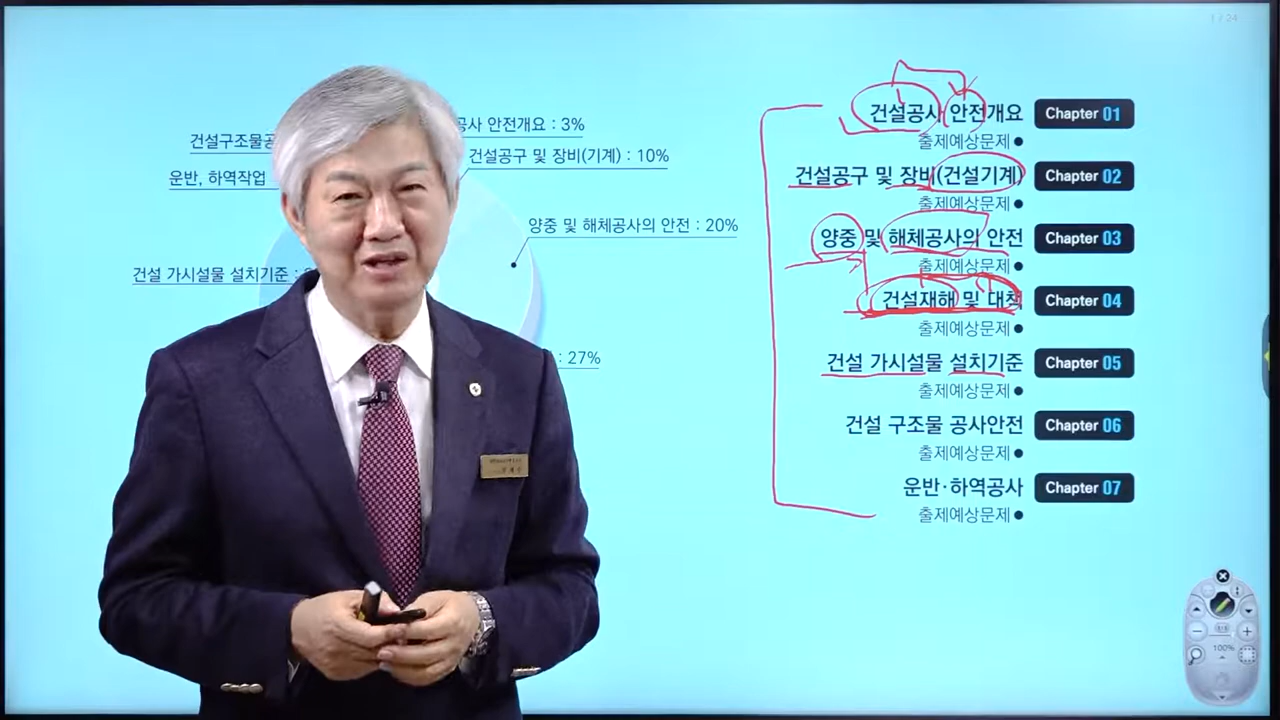 1 / 24
건설구조물공
공사 안전개요 : 3%
건설공구 및 장비(기계) : 10%
운반, 하역작업
양중 및 해체공사의 안전 : 20%
건설 가시설물 설치기준 :
: 27%
건설공사 안전개요 Chapter 01
출제예상문제
건설공구 및 장비(건설기계) Chapter 02
출제예상문제
양중 및 해체공사의 안전 Chapter 03
출제예상문제
건설재해 및 대책 Chapter 04
출제예상문제
건설 가시설물 설치기준 Chapter 05
출제예상문제
건설 구조물 공사안전 Chapter 06
출제예상문제
운반·하역공사 Chapter 07
출제예상문제
100%